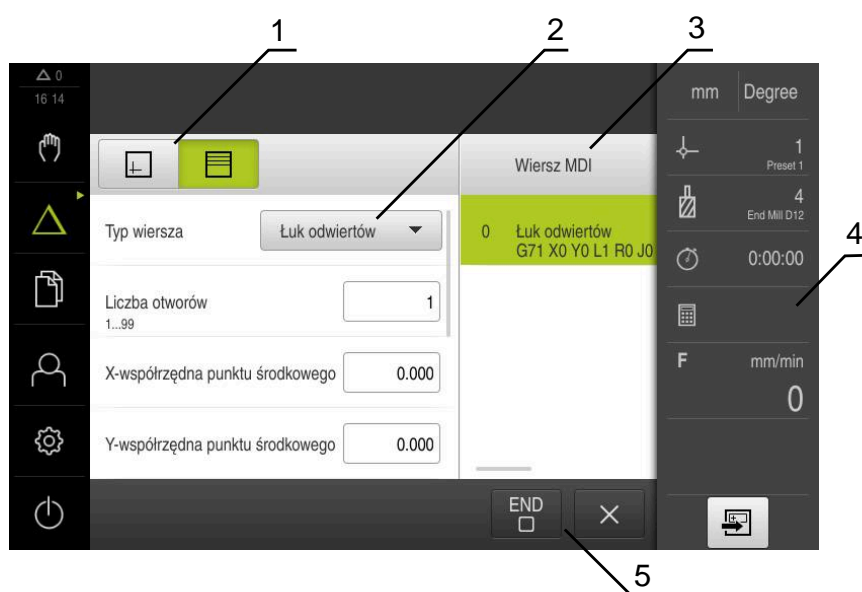 1
2
3
△ 0
16 14
mm Degree
1
Preset 1
Wiersz MDI
4
End Mill D12
Typ wiersza Łuk odwiertów
0 Łuk odwiertów
G71 X0 Y0 L1 R0 J0
4
0:00:00
Liczba otworów 1
1...99
F mm/min
X-współrzędna punktu środkowego 0.000
0
Y-współrzędna punktu środkowego 0.000
END
5